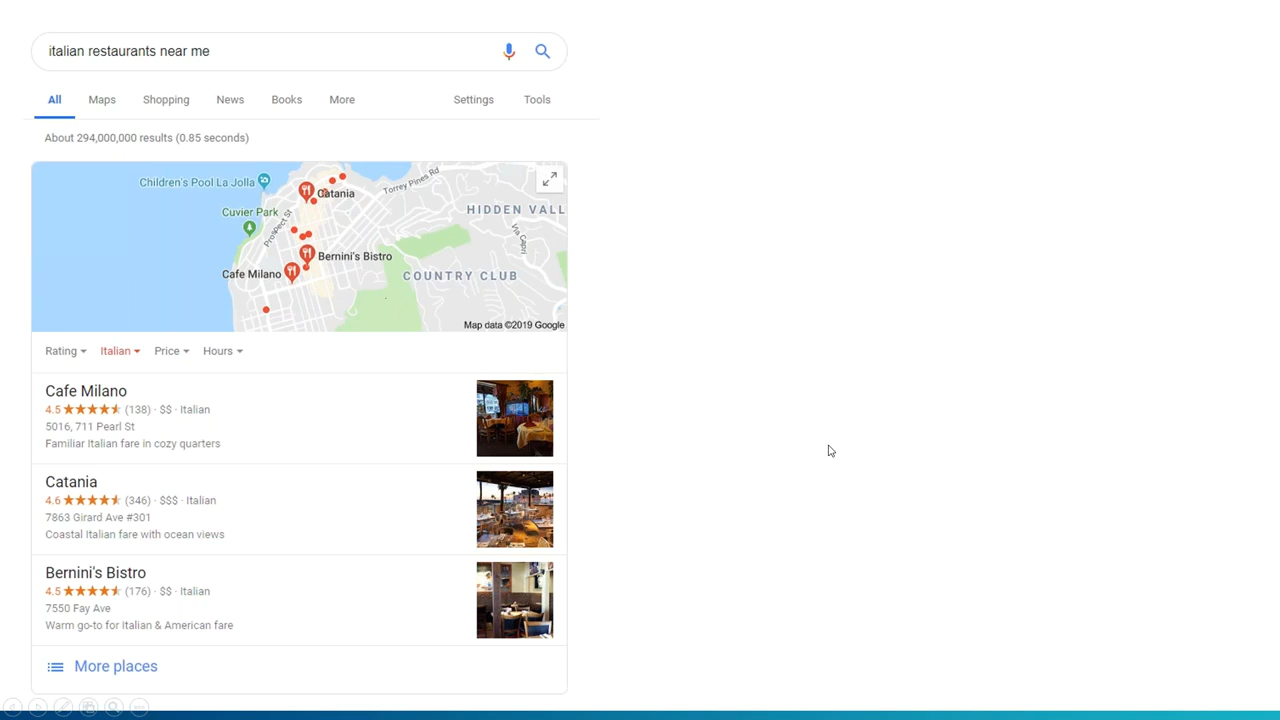 italian restaurants near me
All Maps Shopping News Books More Settings Tools
About 294,000,000 results (0.85 seconds)
Children's Pool La Jolla
Torrey Pines Rd
Catania
HIDDEN VALL
Cuvier Park
Prospect St
Via Capri
Bernini's Bistro
Cafe Milano
COUNTRY CLUB
Map data ©2019 Google
Rating Italian Price Hours
Cafe Milano
4.5 (138) · $$ · Italian
5016, 711 Pearl St
Familiar Italian fare in cozy quarters
Catania
4.6 (346) · $$$ · Italian
7863 Girard Ave #301
Coastal Italian fare with ocean views
Bernini's Bistro
4.5 (176) · $$ · Italian
7550 Fay Ave
Warm go-to for Italian & American fare
More places